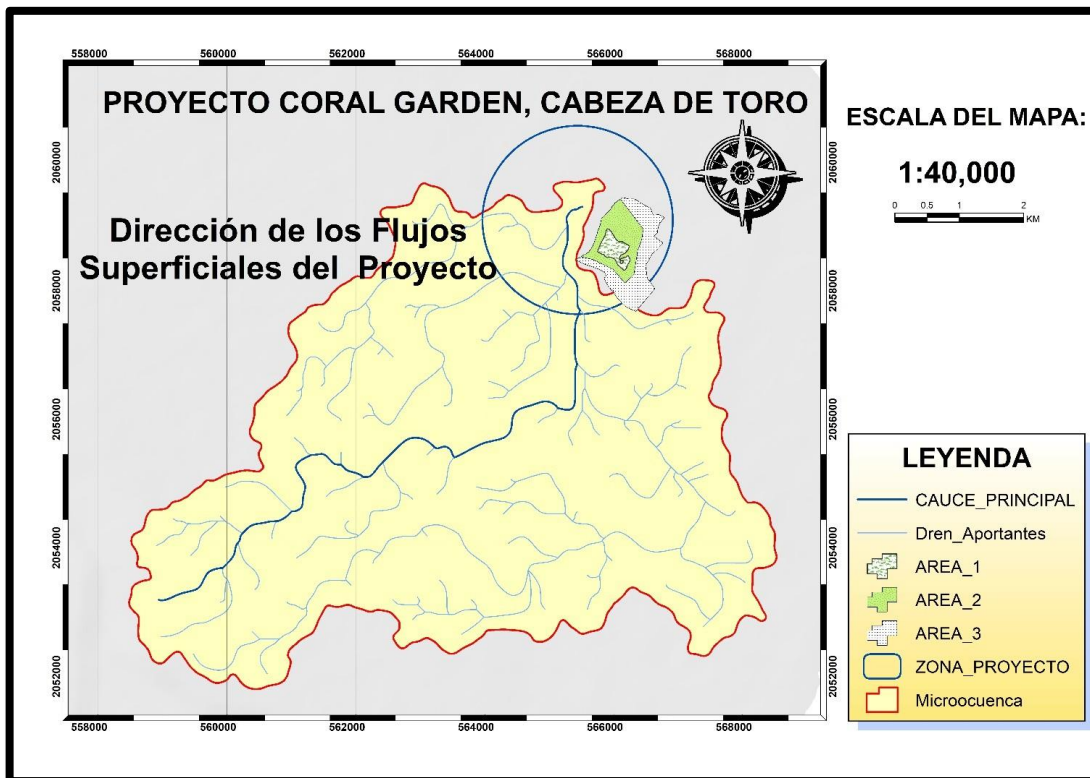 558000 560000 562000 564000 566000 568000
PROYECTO CORAL GARDEN, CABEZA DE TORO
Dirección de los Flujos
Superficiales del Proyecto
2060000
2058000
2056000
2054000
2052000
2060000
2058000
2056000
2054000
2052000
558000 560000 562000 564000 566000 568000
ESCALA DEL MAPA:
1:40,000
0 0.5 1 2
KM
LEYENDA
CAUCE_PRINCIPAL
Dren_Aportantes
AREA_1
AREA_2
AREA_3
ZONA_PROYECTO
Microocuenca